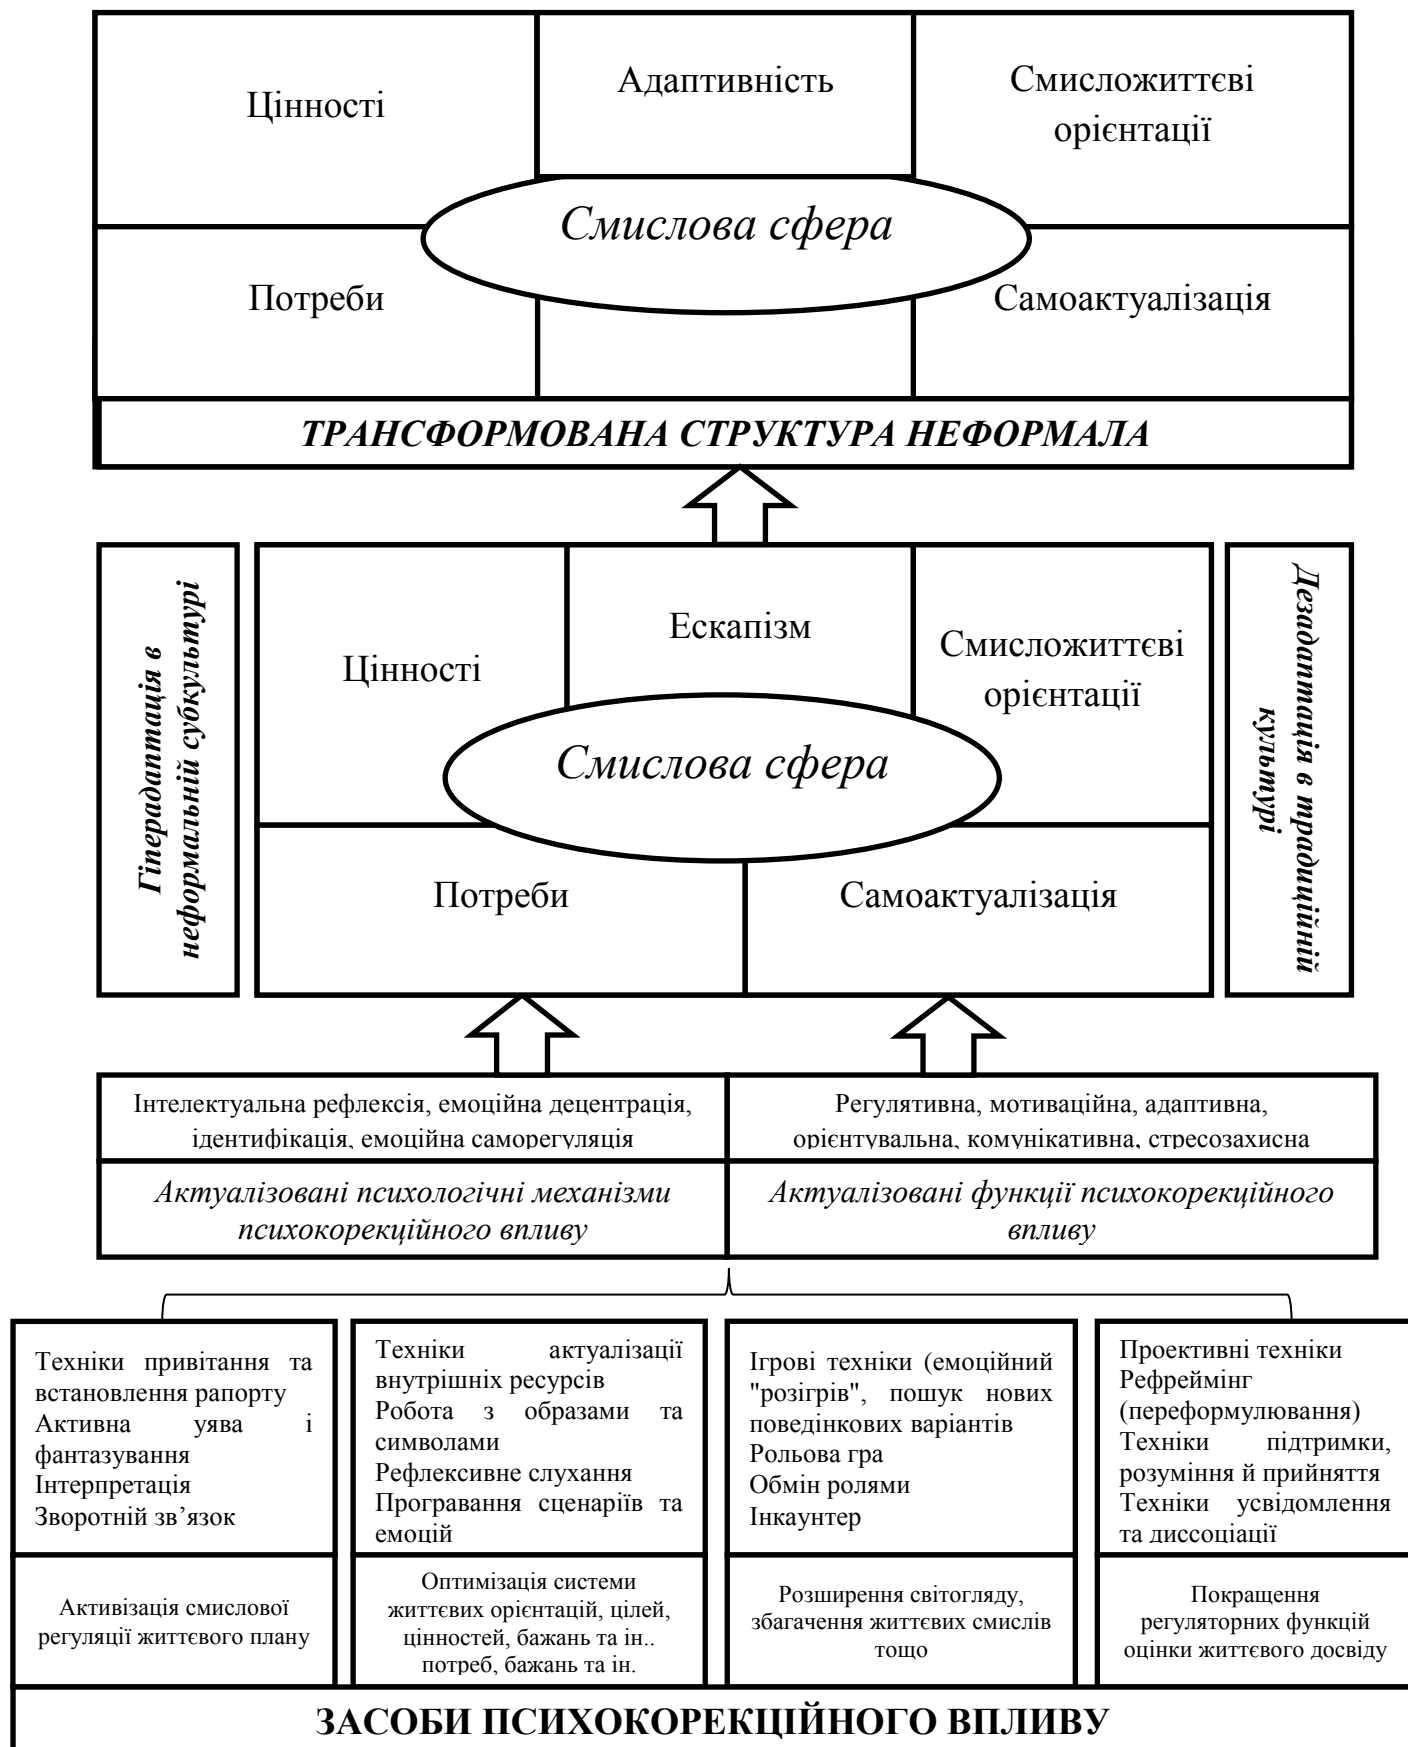 Цінності
Адаптивність
Смисложиттєві
орієнтації
Смислова сфера
Потреби
Самоактуалізація
ТРАНСФОРМОВАНА СТРУКТУРА НЕФОРМАЛА
Гіперадаптація в
неформальній субкультурі
Цінності
Ескапізм
Смисложиттєві
орієнтації
Смислова сфера
Потреби
Самоактуалізація
Дезадаптація в традиційній
культурі
Інтелектуальна рефлексія, емоційна децентрація,
ідентифікація, емоційна саморегуляція
Регулятивна, мотиваційна, адаптивна,
орієнтувальна, комунікативна, стресозахисна
Актуалізовані психологічні механізми
психокорекційного впливу
Актуалізовані функції психокорекційного
впливу
Техніки привітання та
встановлення рапорту
Активна уява і
фантазування
Інтерпретація
Зворотній зв’язок
Техніки актуалізації
внутрішніх ресурсів
Робота з образами та
символами
Рефлексивне слухання
Програвання сценаріїв та
емоцій
Ігрові техніки (емоційний
"розігрів", пошук нових
поведінкових варіантів
Рольова гра
Обмін ролями
Інкаунтер
Проективні техніки
Рефреймінг
(переформулювання)
Техніки підтримки,
розуміння й прийняття
Техніки усвідомлення
та диссоціації
Активізація смислової
регуляції життєвого плану
Оптимізація системи
життєвих орієнтацій, цілей,
цінностей, бажань та ін..
потреб, бажань та ін.
Розширення світогляду,
збагачення життєвих смислів
тощо
Покращення
регуляторних функцій
оцінки життєвого досвіду
ЗАСОБИ ПСИХОКОРЕКЦІЙНОГО ВПЛИВУ